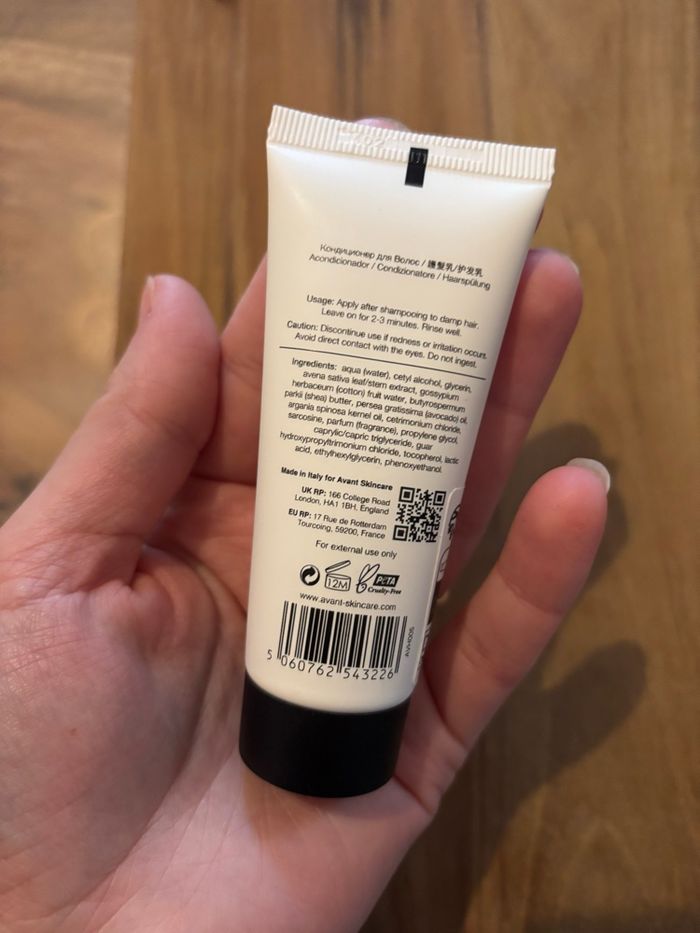 Кондиционер для Волос / 護髮乳/护发乳
Acondicionador / Condizionatore / Haarspülung
Usage: Apply after shampooing to damp hair.
Leave on for 2-3 minutes. Rinse well.
Caution: Discontinue use if redness or irritation occurs.
Avoid direct contact with the eyes. Do not ingest.
Ingredients: aqua (water), cetyl alcohol, glycerin,
avena sativa leaf/stem extract, gossypium
herbaceum (cotton) fruit water, butyrospermum
parkii (shea) butter, persea gratissima (avocado) oil,
argania spinosa kernel oil, cetrimonium chloride,
sarcosine, parfum (fragrance), propylene glycol,
caprylic/capric triglyceride, guar
hydroxypropyltrimonium chloride, tocopherol, lactic
acid, ethylhexylglycerin, phenoxyethanol.
Made in Italy for Avant Skincare
UK RP: 166 College Road
London, HA1 1BH, England
EU RP: 17 Rue de Rotterdam
Tourcoing, 59200, France
For external use only
12M
PETA
Cruelty-Free
www.avant-skincare.com
AVH005
5 060762 543226